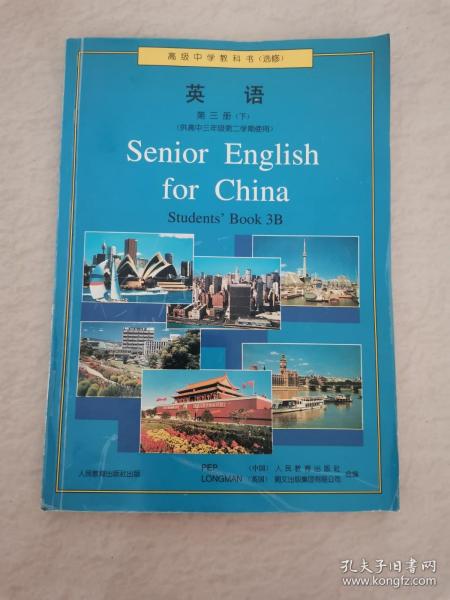 高级中学教科书(选修)
英语
第三册(下)
(供高中三年级第二学期使用)
Senior English
for China
Students' Book 3B
人民教育出版社出版
PEP (中国) 人民教育出版社
LONGMAN (英国) 朗文出版集团有限公司 合编
孔夫子旧书网
www.kongfz.com